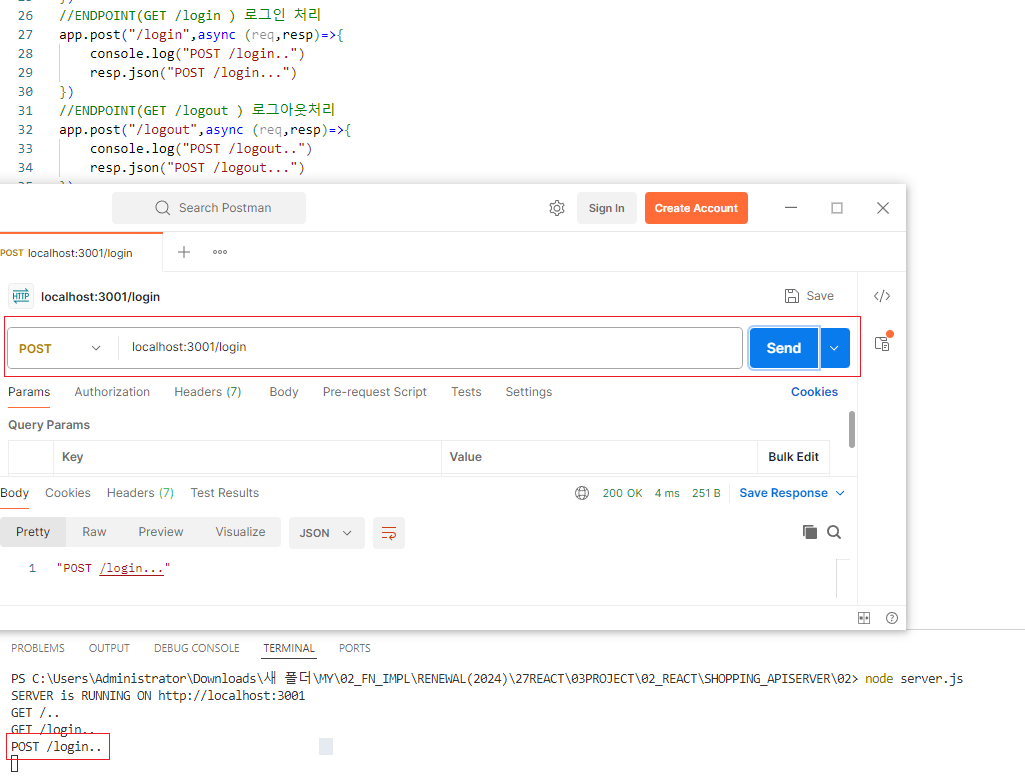 26 //ENDPOINT(GET /login ) 로그인 처리
27 app.post("/login",async (req,resp)=>{
28 console.log("POST /login..")
29 resp.json("POST /login...")
30 })
31 //ENDPOINT(GET /logout ) 로그아웃처리
32 app.post("/logout",async (req,resp)=>{
33 console.log("POST /logout..")
34 resp.json("POST /logout...")
Search Postman
Sign In
Create Account
POST localhost:3001/login
HTTP localhost:3001/login
Save
POST
localhost:3001/login
Send
Params Authorization Headers (7) Body Pre-request Script Tests Settings Cookies
Query Params
Key Value Bulk Edit
Body Cookies Headers (7) Test Results 200 OK 4 ms 251 B Save Response
Pretty Raw Preview Visualize JSON
1 "POST /login..."
PROBLEMS OUTPUT DEBUG CONSOLE TERMINAL PORTS
PS C:\Users\Administrator\Downloads\새 폴더\MY\02_FN_IMPL\RENEWAL(2024)\27REACT\03PROJECT\02_REACT\SHOPPING_APISERVER\02> node server.js
SERVER is RUNNING ON http://localhost:3001
GET /..
GET /login..
POST /login..